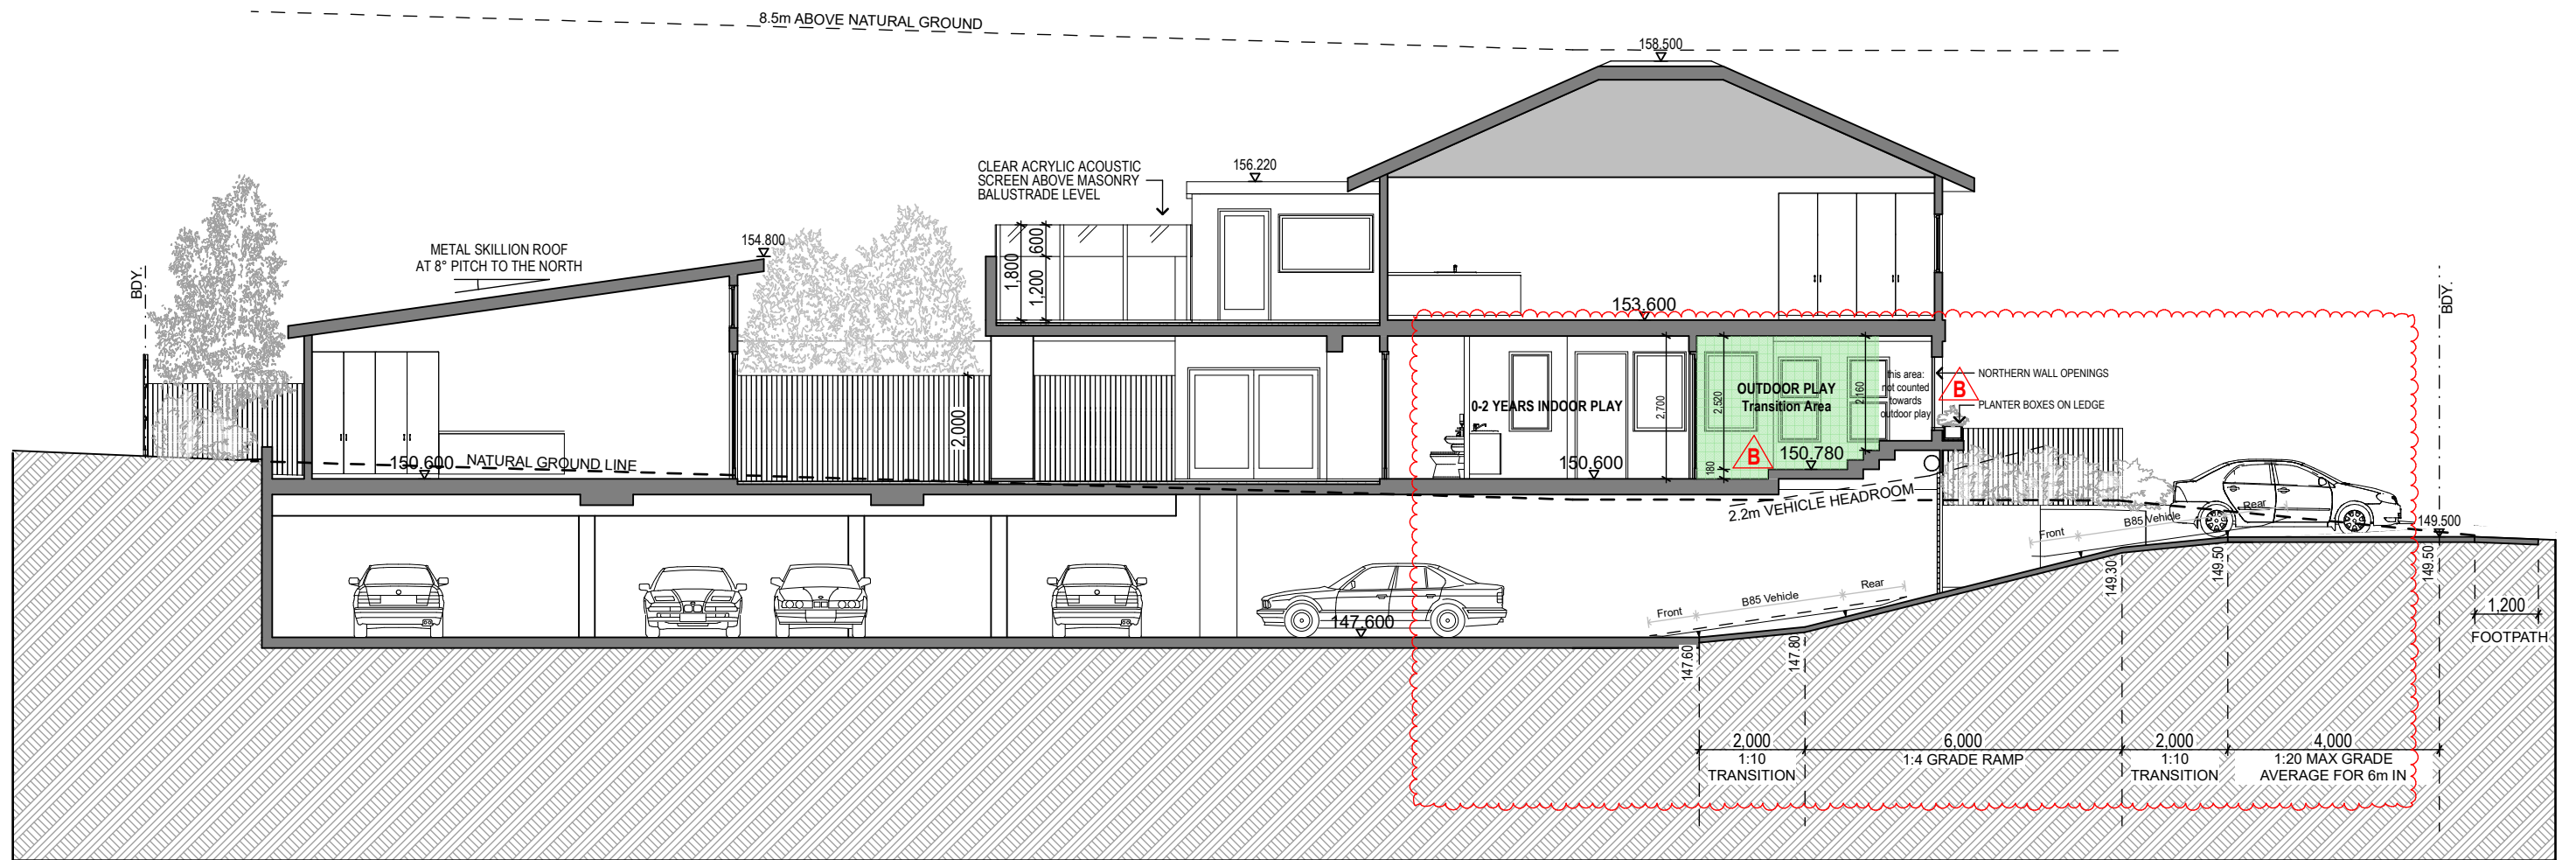 8.5m ABOVE NATURAL GROUND
158.500
CLEAR ACRYLIC ACOUSTIC
SCREEN ABOVE MASONRY
BALUSTRADE LEVEL
156.220
METAL SKILLION ROOF
AT 8° PITCH TO THE NORTH
154.800
BDY.
1,800
600
1,200
BDY.
153.600
2,000
0-2 YEARS INDOOR PLAY
2,700
2,520
180
OUTDOOR PLAY
Transition Area
2,160
this area:
not counted
towards
outdoor play
NORTHERN WALL OPENINGS
B
PLANTER BOXES ON LEDGE
B
150.600
NATURAL GROUND LINE
150.600
150.780
2.2m VEHICLE HEADROOM
Front
B85 Vehicle
Rear
149.500
Front
B85 Vehicle
Rear
147.600
147.60
147.80
149.30
149.50
149.50
1,200
FOOTPATH
2,000
1:10
TRANSITION
6,000
1:4 GRADE RAMP
2,000
1:10
TRANSITION
4,000
1:20 MAX GRADE
AVERAGE FOR 6m IN